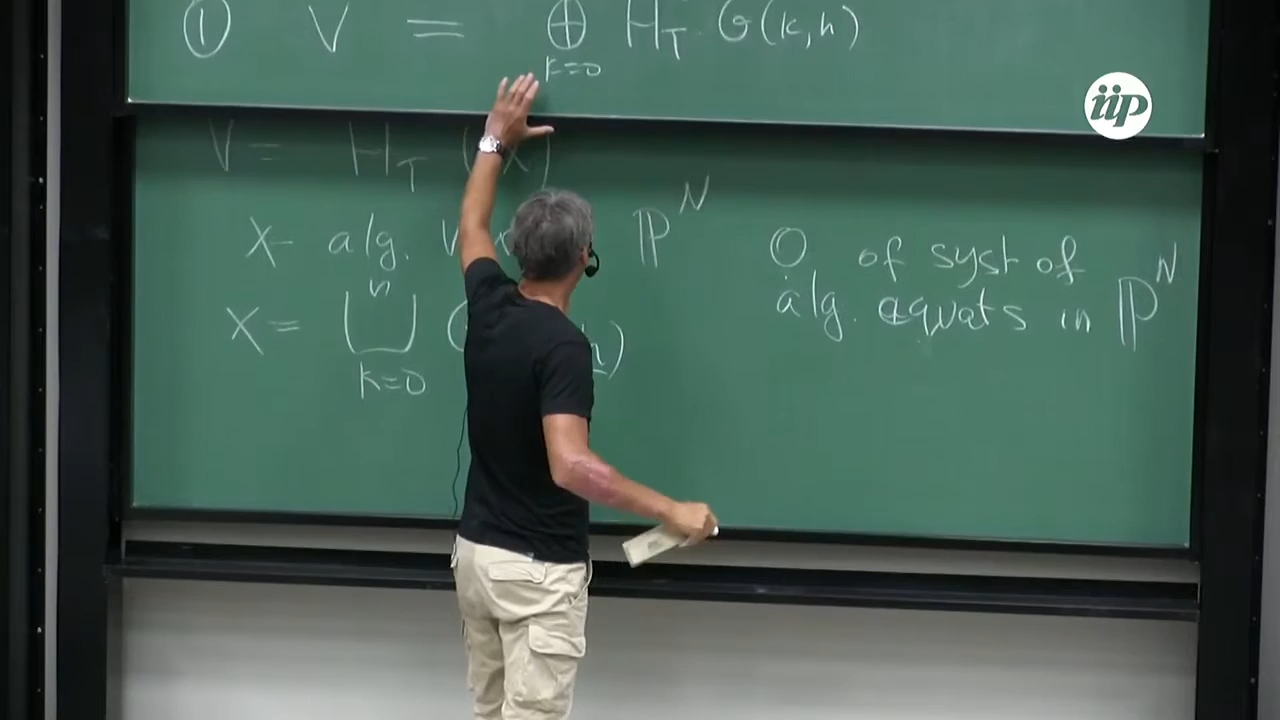 ① V = ⊕ H_T G(k,n)
k=0
iip
V = H_T (X)
X - alg. P^N
X = ⊔ ( n)
n
k=0
0 of syst of
alg. equats in P^N